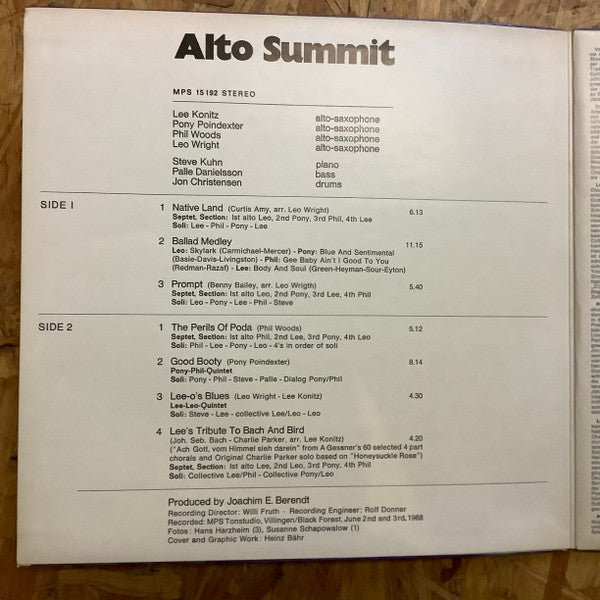 Alto Summit
MPS 15192 STEREO
Lee Konitz alto-saxophone
Pony Poindexter alto-saxophone
Phil Woods alto-saxophone
Leo Wright alto-saxophone
Steve Kuhn piano
Palle Danielsson bass
Jon Christensen drums
SIDE 1
1 Native Land (Curtis Amy, arr. Leo Wright) 6.13
Septet, Section: Ist alto Leo, 2nd Pony, 3rd Phil, 4th Lee
Soli: Lee - Phil - Pony - Leo
2 Ballad Medley 11.15
Leo: Skylark (Carmichael-Mercer) - Pony: Blue And Sentimental
(Basie-Davis-Livingston) - Phil: Gee Baby Ain't I Good To You
(Redman-Razaf) - Lee: Body And Soul (Green-Heyman-Sour-Eyton)
3 Prompt (Benny Bailey, arr. Leo Wrigth) 5.40
Septet, Section: Ist alto Leo, 2nd Pony, 3rd Lee, 4th Phil
Soli: Leo - Pony - Lee - Phil - Steve
SIDE 2
1 The Perils Of Poda (Phil Woods) 5.12
Septet, Section: Ist alto Phil, 2nd Lee, 3rd Pony, 4th Leo
Soli: Phil - Lee - Pony - Leo - 4's in order of soli
2 Good Booty (Pony Poindexter) 8.14
Pony-Phil-Quintet
Soli: Pony - Phil - Steve - Palle - Dialog Pony/Phil
3 Lee-o's Blues (Leo Wright - Lee Konitz) 4.30
Lee-Leo-Quintet
Soli: Steve - Lee - collective Lee/Leo - Leo
4 Lee's Tribute To Bach And Bird
(Joh. Seb. Bach - Charlie Parker, arr. Lee Konitz) 4.20
("Ach Gott, vom Himmel sieh darein" from A Gessner's 60 selected 4 part
chorals and Original Charlie Parker solo based on "Honeysuckle Rose")
Septet, Section: Ist alto Lee, 2nd Leo, 3rd Pony, 4th Phil
Soli: Collective Lee/Phil - Collective Pony/Leo
Produced by Joachim E. Berendt
Recording Director: Willi Fruth - Recording Engineer: Rolf Donner
Recorded: MPS Tonstudio, Villingen/Black Forest, June 2nd and 3rd, 1968
Fotos: Hans Harzheim (3), Susanne Schapowalow (1)
Cover and Graphic Work: Heinz Bähr